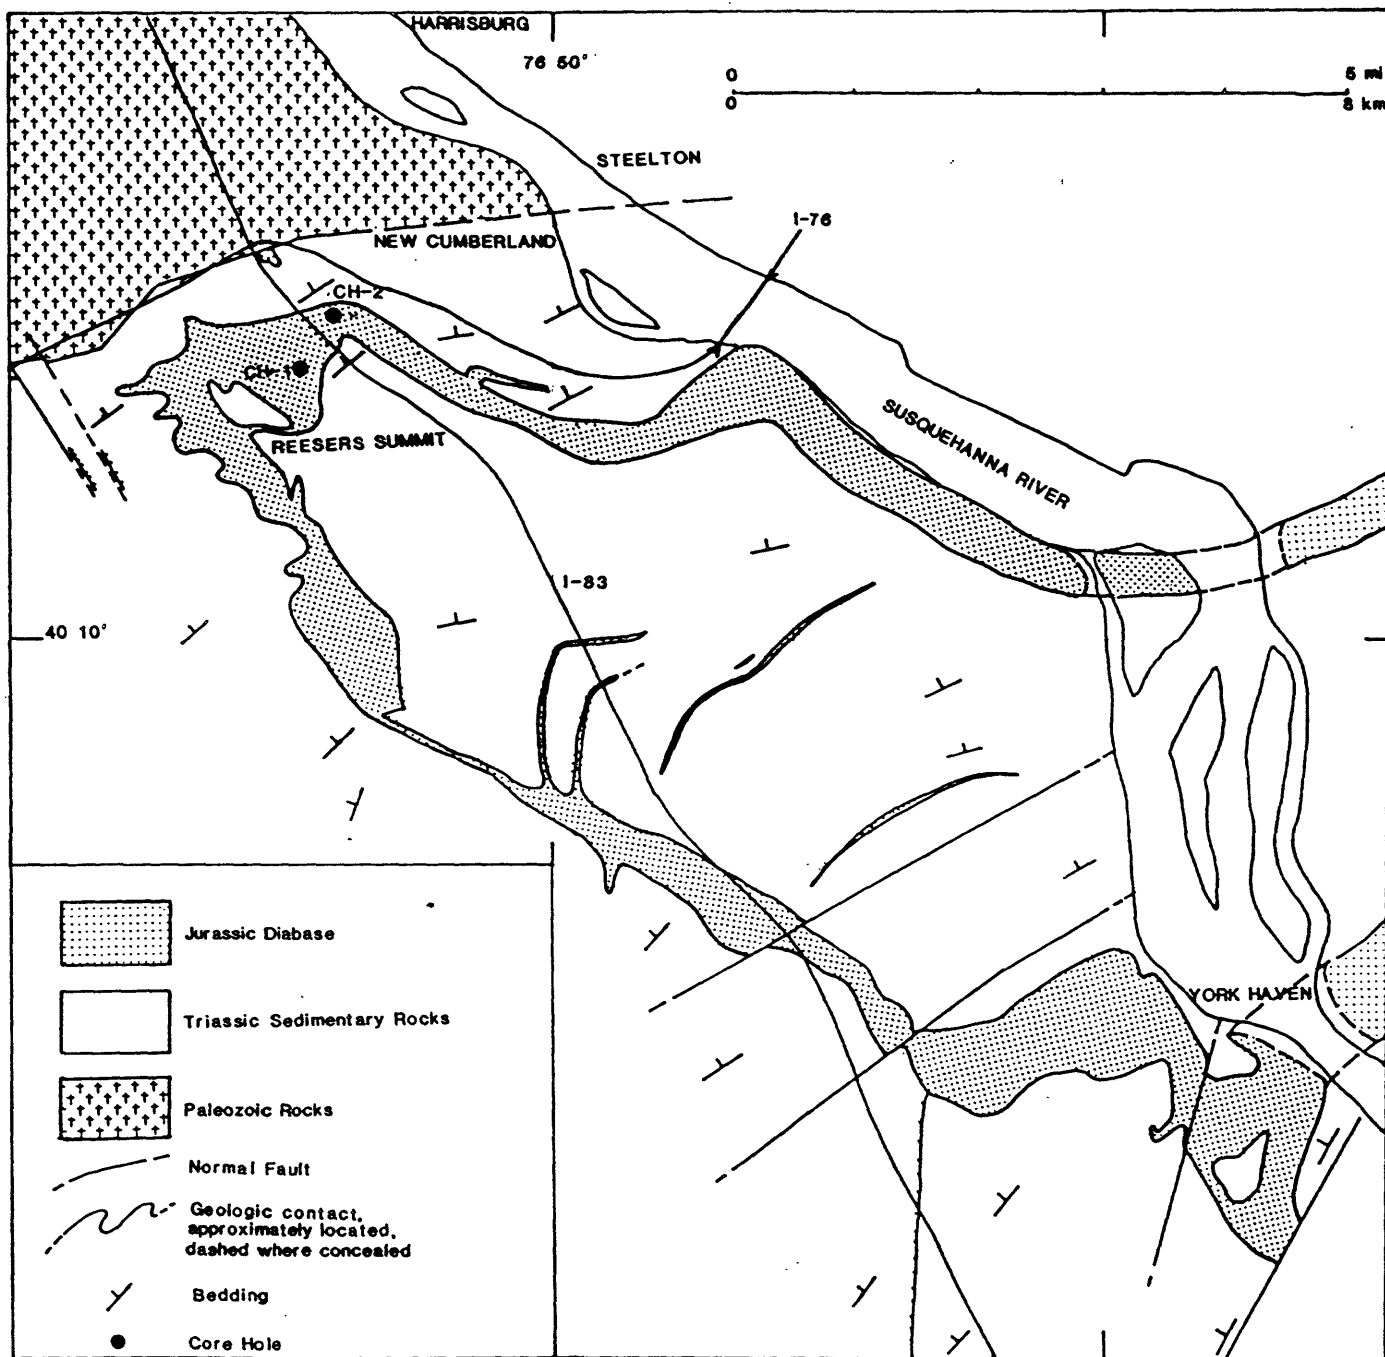 HARRISBURG
76 50'
0
5 mi
0
8 km
STEELTON
I-76
NEW CUMBERLAND
CH-2
CH-1
SUSQUEHANNA RIVER
REESERS SUMMIT
I-83
40 10'
YORK HAVEN
Jurassic Diabase
Triassic Sedimentary Rocks
Paleozoic Rocks
Normal Fault
Geologic contact,
approximately located,
dashed where concealed
Bedding
Core Hole